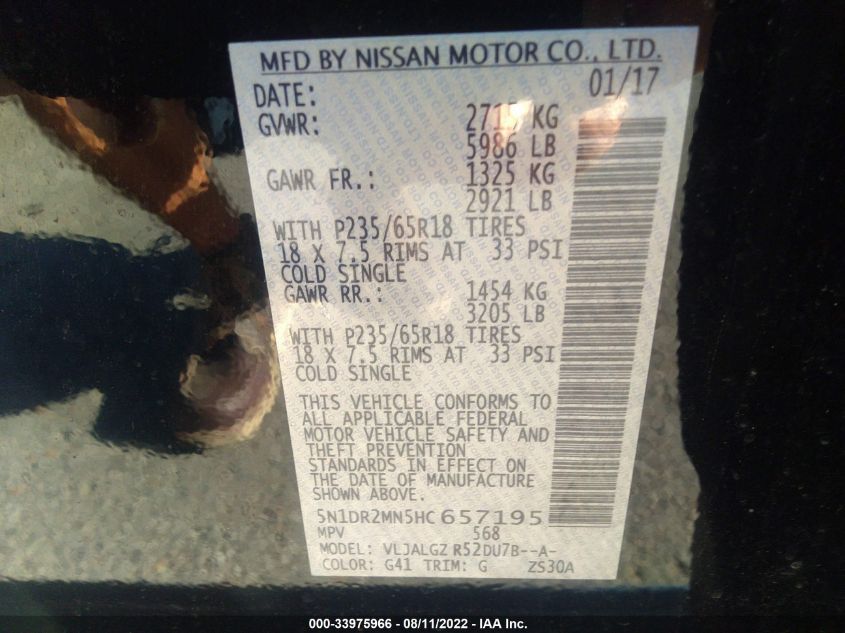 MFD BY NISSAN MOTOR CO., LTD.
DATE: 01/17
GVWR: 2715 KG
5986 LB
GAWR FR.: 1325 KG
2921 LB
WITH P235/65R18 TIRES
18 X 7.5 RIMS AT 33 PSI
COLD SINGLE
GAWR RR.: 1454 KG
3205 LB
WITH P235/65R18 TIRES
18 X 7.5 RIMS AT 33 PSI
COLD SINGLE
THIS VEHICLE CONFORMS TO
ALL APPLICABLE FEDERAL
MOTOR VEHICLE SAFETY AND
THEFT PREVENTION
STANDARDS IN EFFECT ON
THE DATE OF MANUFACTURE
SHOWN ABOVE.
5N1DR2MN5HC 657195
MPV 568
MODEL: VLJALGZ R52DU7B--A-
COLOR: G41 TRIM: G ZS30A
000-33975966 - 08/11/2022 - IAA Inc.